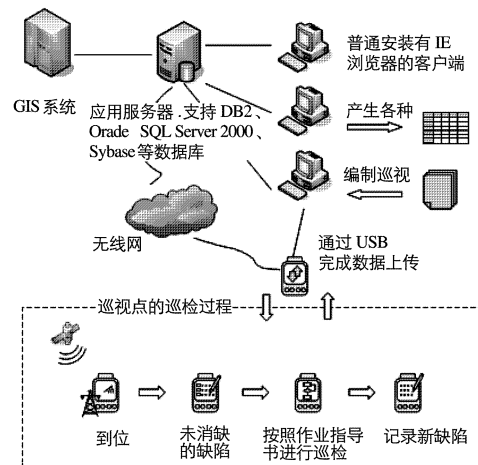 普通安装有 IE
浏览器的客户端
GIS 系统
应用服务器 .支持 DB2、
Orade SQL Server 2000、
Sybase 等数据库
产生各种
编制巡视
无线网
通过 USB
完成数据上传
巡视点的巡检过程
到位
未消缺
的缺陷
按照作业指导
书进行巡检
记录新缺陷